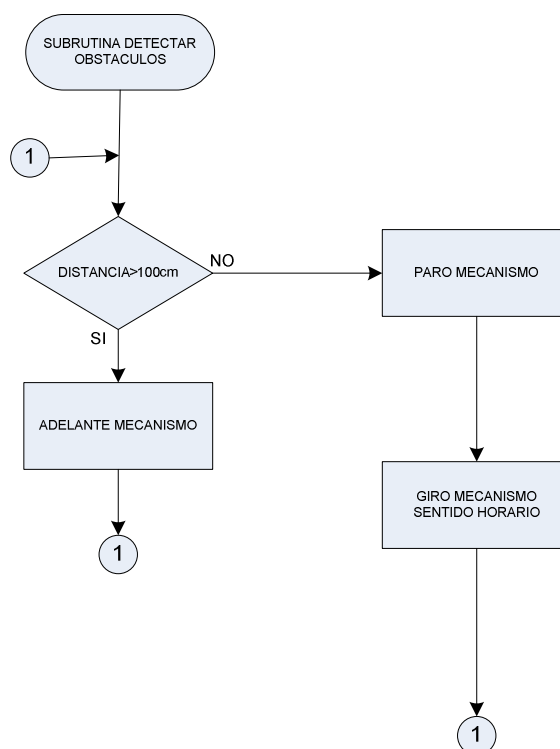 SUBRUTINA DETECTAR
OBSTACULOS
1
DISTANCIA>100cm
NO
PARO MECANISMO
SI
ADELANTE MECANISMO
GIRO MECANISMO
SENTIDO HORARIO
1
1